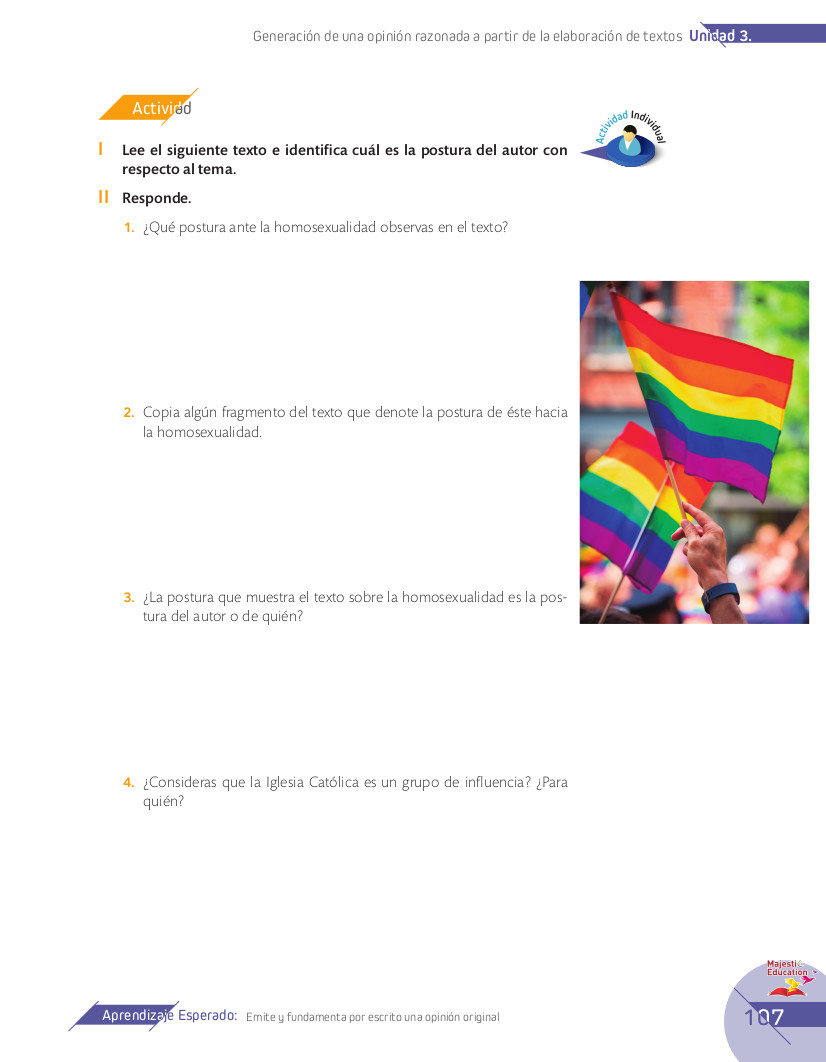 Generación de una opinión razonada a partir de la elaboración de textos Unidad 3.
Actividad
Actividad Individual
I Lee el siguiente texto e identifica cuál es la postura del autor con
respecto al tema.
II Responde.
1. ¿Qué postura ante la homosexualidad observas en el texto?
2. Copia algún fragmento del texto que denote la postura de éste hacia
la homosexualidad.
3. ¿La postura que muestra el texto sobre la homosexualidad es la pos-
tura del autor o de quién?
4. ¿Consideras que la Iglesia Católica es un grupo de influencia? ¿Para
quién?
Majestic
Education
Aprendizaje Esperado: Emite y fundamenta por escrito una opinión original
107